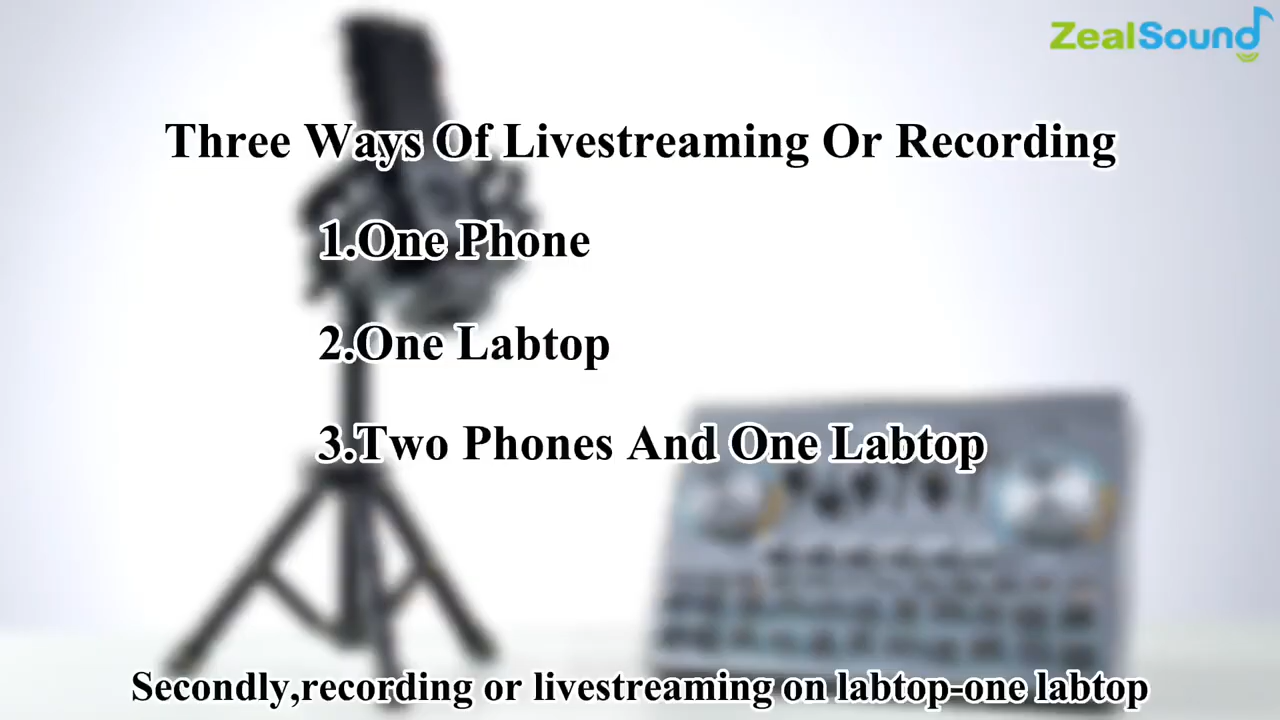 ZealSound
Three Ways Of Livestreaming Or Recording
1.One Phone
2.One Labtop
3.Two Phones And One Labtop
Secondly,recording or livestreaming on labtop-one labtop